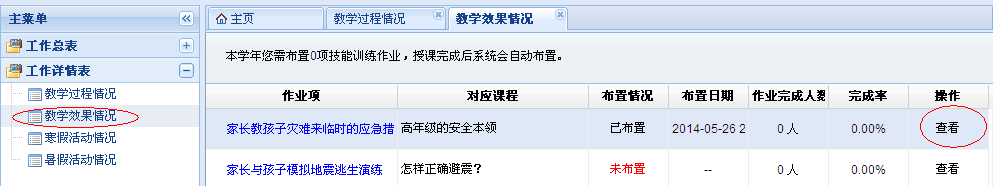 主菜单
主页 教学过程情况 教学效果情况
工作总表
本学年您需布置0项技能训练作业，授课完成后系统会自动布置。
工作详情表
教学过程情况
作业项 对应课程 布置情况 布置日期 作业完成人数 完成率 操作
教学效果情况
家长教孩子灾难来临时的应急措 高年级的安全本领 已布置 2014-05-26 2 0 人 0.00% 查看
寒假活动情况
暑假活动情况
家长与孩子模拟地震逃生演练 怎样正确避震？ 未布置 -- 0 人 0.00% 查看